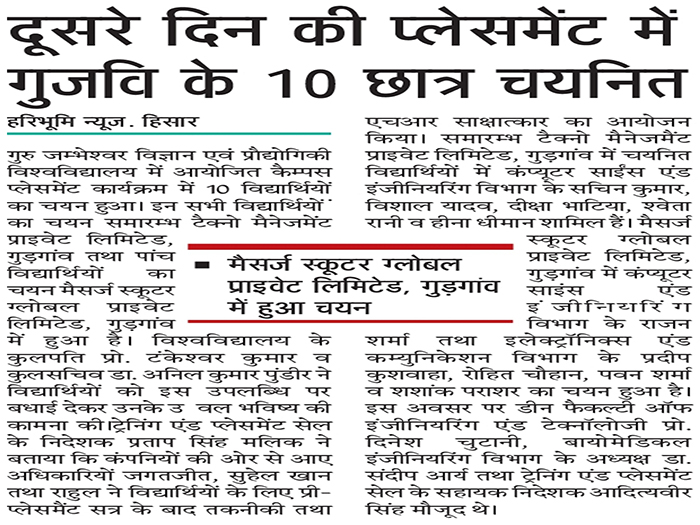 दूसरे दिन की प्लेसमेंट में
गुजवि के 10 छात्र चयनित
हरिभूमि न्यूज. हिसार
गुरु जम्भेश्वर विज्ञान एवं प्रौद्योगिकी
विश्वविद्यालय में आयोजित कैम्पस
प्लेसमेंट कार्यक्रम में 10 विद्यार्थियों
का चयन हुआ। इन सभी विद्यार्थियों
का चयन समारम्भ टैक्नो मैनेजमेंट
प्राइवेट लिमिटेड,
गुड़गांव तथा पांच
विद्यार्थियों का
चयन मैसर्ज स्कूटर
ग्लोबल प्राइवेट
लिमिटेड, गुड़गांव
में हुआ है। विश्वविद्यालय के
कुलपति प्रो. टंकेश्वर कुमार व
कुलसचिव डा. अनिल कुमार पुंडीर ने
विद्यार्थियों को इस उपलब्धि पर
बधाई देकर उनके उ वल भविष्य की
कामना की।ट्रेनिंग एंड प्लेसमेंट सेल
के निदेशक प्रताप सिंह मलिक ने
बताया कि कंपनियों की ओर से आए
अधिकारियों जगतजीत, सुहेल खान
तथा राहुल ने विद्यार्थियों के लिए प्री-
प्लेसमेंट सत्र के बाद तकनीकी तथा
■ मैसर्ज स्कूटर ग्लोबल
प्राइवेट लिमिटेड, गुड़गांव
में हुआ चयन
एचआर साक्षात्कार का आयोजन
किया। समारम्भ टैक्नो मैनेजमैंट
प्राइवेट लिमिटेड, गुड़गांव में चयनित
विद्यार्थियों में कंप्यूटर साईंस एंड
इंजीनियरिंग विभाग के सचिन कुमार,
विशाल यादव, दीक्षा भाटिया, श्वेता
रानी व हीना धीमान शामिल हैं। मैसर्ज
स्कूटर ग्लोबल
प्राइवेट लिमिटेड,
गुड़गांव में कंप्यूटर
साइंस एंड
इंजीनियरिंग
विभाग के राजन
शर्मा तथा इलेक्ट्रॉनिक्स एंड
कम्युनिकेशन विभाग के प्रदीप
कुशवाहा, रोहित चौहान, पवन शर्मा
व शशांक पराशर का चयन हुआ है।
इस अवसर पर डीन फैकल्टी ऑफ
इंजीनियरिंग एंड टेक्नॉलोजी प्रो.
दिनेश चुटानी, बायोमेडिकल
इंजीनियरिंग विभाग के अध्यक्ष डा.
संदीप आर्य तथा ट्रेनिंग एंड प्लेसमेंट
सेल के सहायक निदेशक आदित्यवीर
सिंह मौजूद थे।